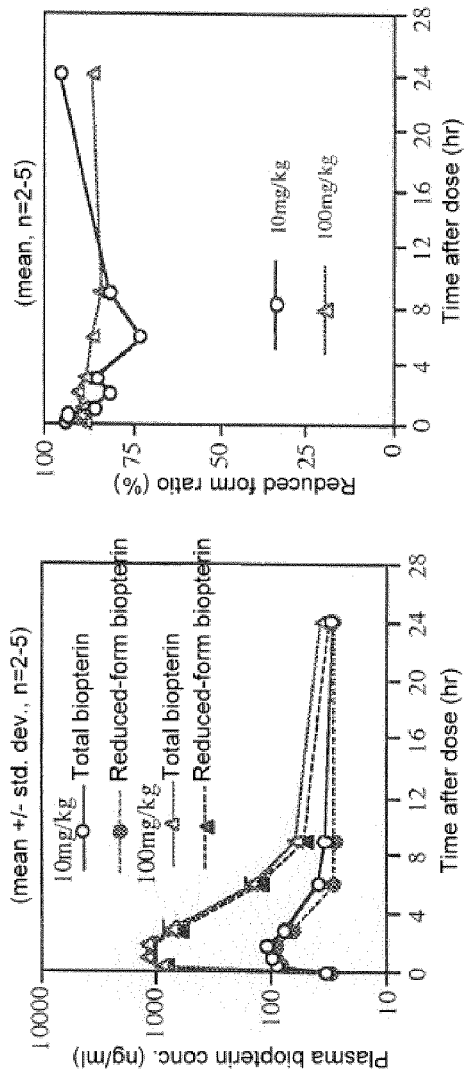 (mean +/- std. dev., n=2-5)
10mg/kg
Total biopterin
Reduced-form biopterin
100mg/kg
Total biopterin
Reduced-form biopterin
Plasma biopterin conc. (ng/ml)
10000
1000
100
10
0 4 8 12 16 20 24 28
Time after dose (hr)
(mean, n=2-5)
Reduced form ratio (%)
100
75
50
25
0
10mg/kg
100mg/kg
0 4 8 12 16 20 24 28
Time after dose (hr)